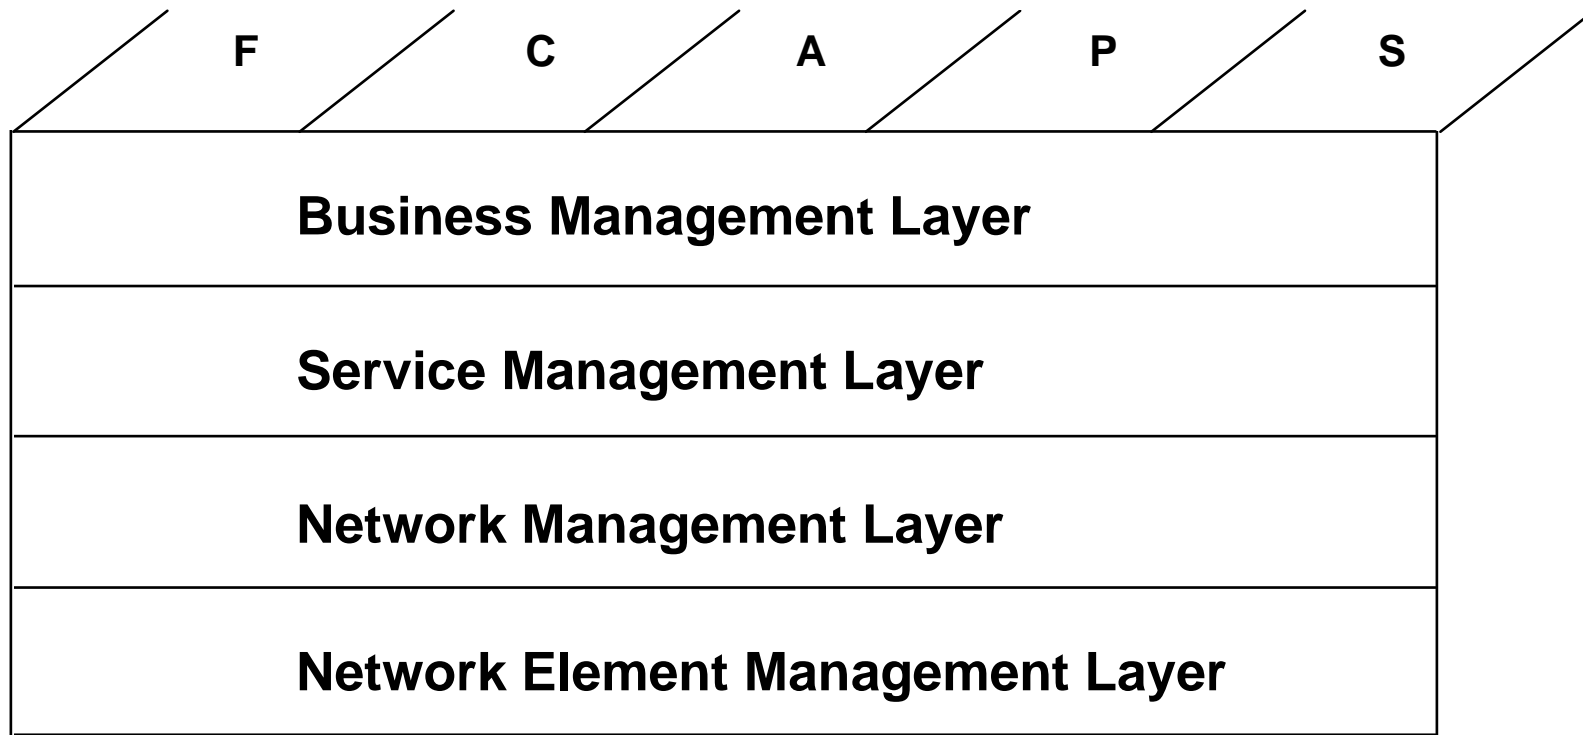 F C A P S
Business Management Layer
Service Management Layer
Network Management Layer
Network Element Management Layer